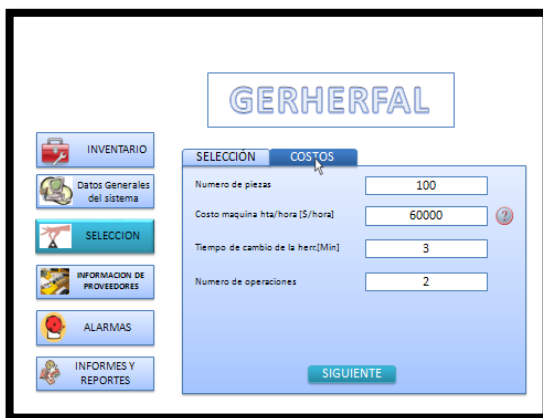 GERHERFAL
INVENTARIO
Datos Generales
del sistema
SELECCION
INFORMACION DE
PROVEEDORES
ALARMAS
INFORMES Y
REPORTES
SELECCIÓN
COSTOS
Numero de piezas
100
Costo maquina hta/hora [$/hora]
60000
?
Tiempo de cambio de la herr.[Min]
3
Numero de operaciones
2
SIGUIENTE